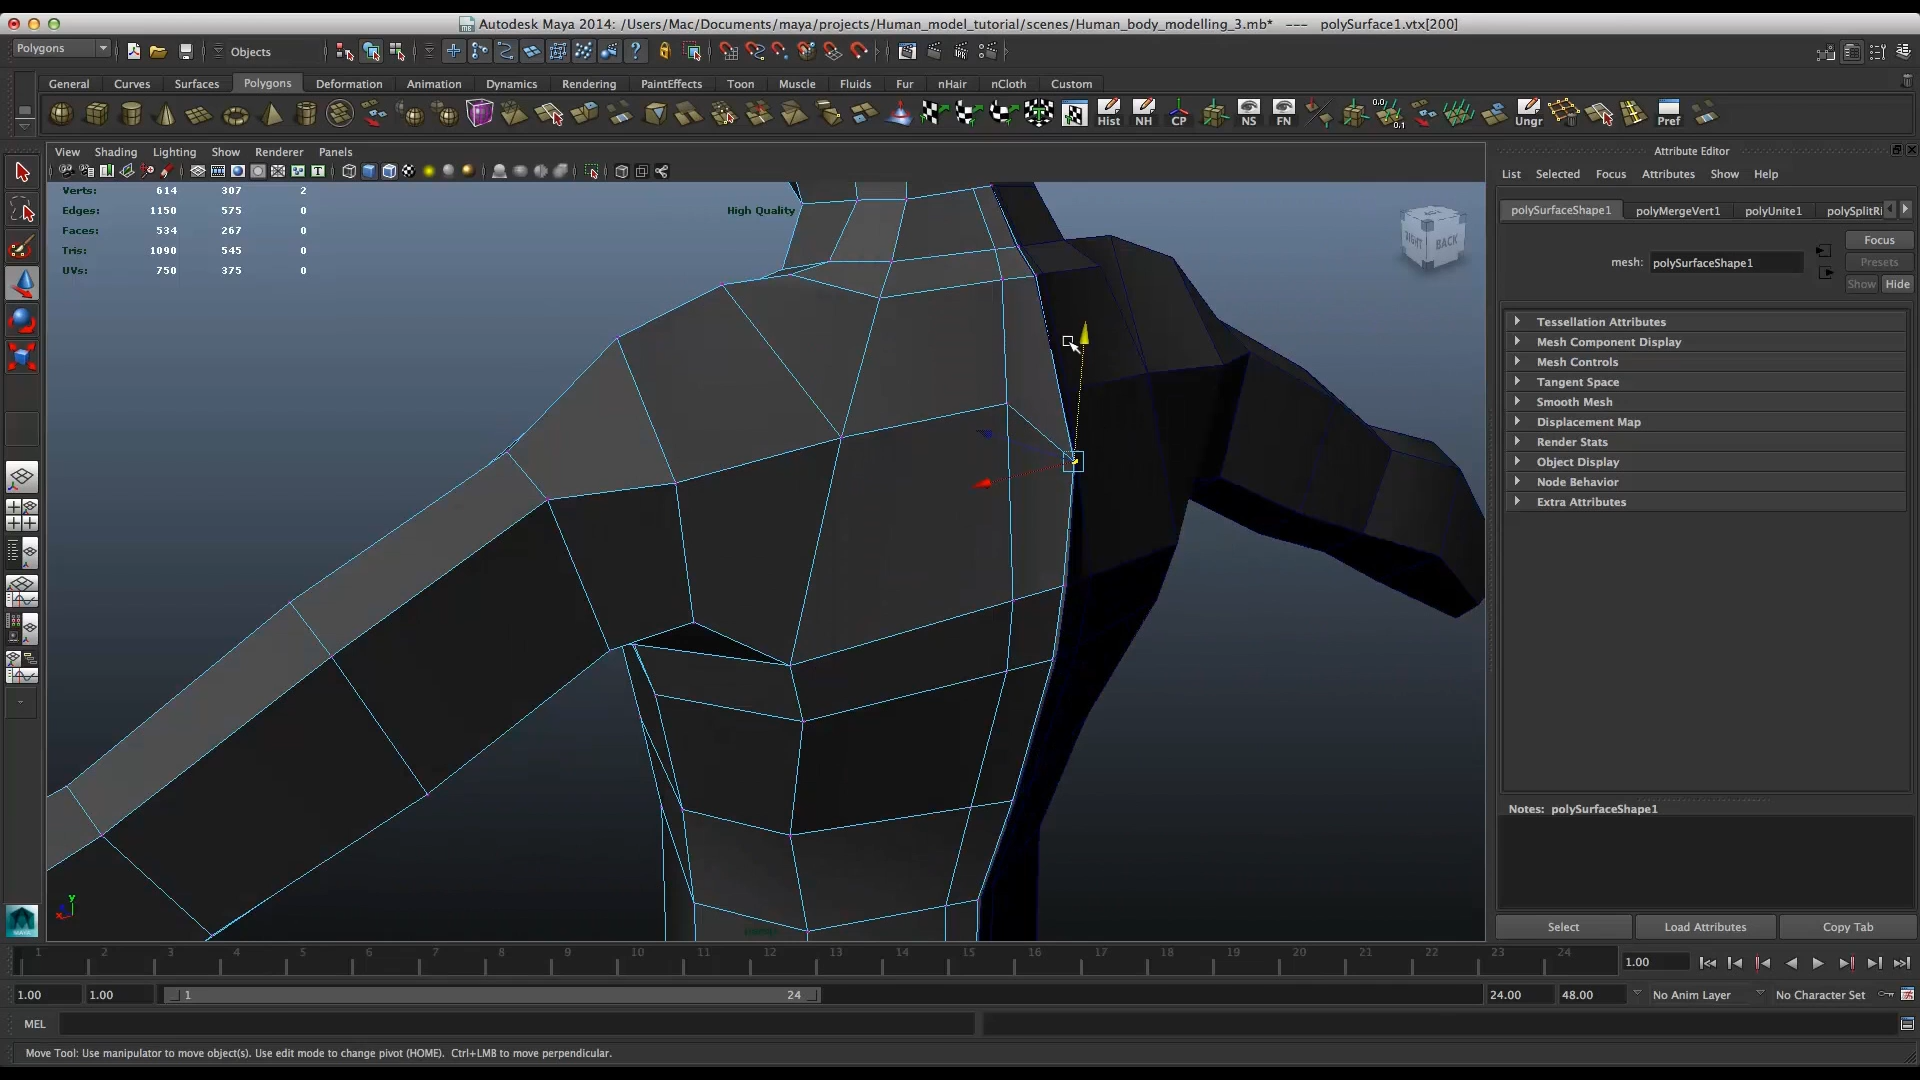 Autodesk Maya 2014: /Users/Mac/Documents/maya/projects/Human_model_tutorial/scenes/Human_body_modelling_3.mb* --- polySurface1.vtx[200]
Polygons Objects
General Curves Surfaces Polygons Deformation Animation Dynamics Rendering PaintEffects Toon Muscle Fluids Fur nHair nCloth Custom
Hist NH CP NS FN 0.0 0.1 Ungr Pref
View Shading Lighting Show Renderer Panels
Attribute Editor
List Selected Focus Attributes Show Help
Verts: 614 307 2
Edges: 1150 575 0
Faces: 534 267 0
Tris: 1090 545 0
UVs: 750 375 0
High Quality
RIGHT BACK
polySurfaceShape1 polyMergeVert1 polyUnite1 polySplitRi
Focus
mesh: polySurfaceShape1
Presets
Show Hide
Tessellation Attributes
Mesh Component Display
Mesh Controls
Tangent Space
Smooth Mesh
Displacement Map
Render Stats
Object Display
Node Behavior
Extra Attributes
Notes: polySurfaceShape1
Select Load Attributes Copy Tab
y
x
1 2 3 4 5 6 7 8 9 10 11 12 13 14 15 16 17 18 19 20 21 22 23 24
1.00
1.00 1.00 1 24 24.00 48.00 No Anim Layer No Character Set
MEL
Move Tool: Use manipulator to move object(s). Use edit mode to change pivot (HOME). Ctrl+LMB to move perpendicular.